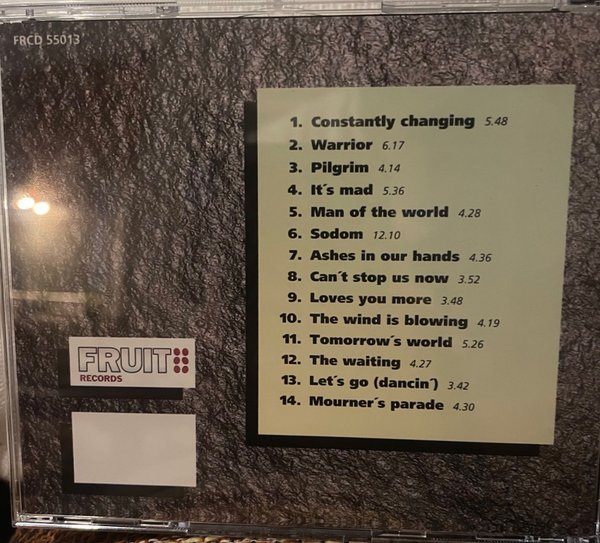 FRCD 55013
1. Constantly changing 5.48
2. Warrior 6.17
3. Pilgrim 4.14
4. It´s mad 5.36
5. Man of the world 4.28
6. Sodom 12.10
7. Ashes in our hands 4.36
8. Can´t stop us now 3.52
9. Loves you more 3.48
10. The wind is blowing 4.19
11. Tomorrow´s world 5.26
12. The waiting 4.27
13. Let´s go (dancin´) 3.42
14. Mourner´s parade 4.30
FRUIT
RECORDS